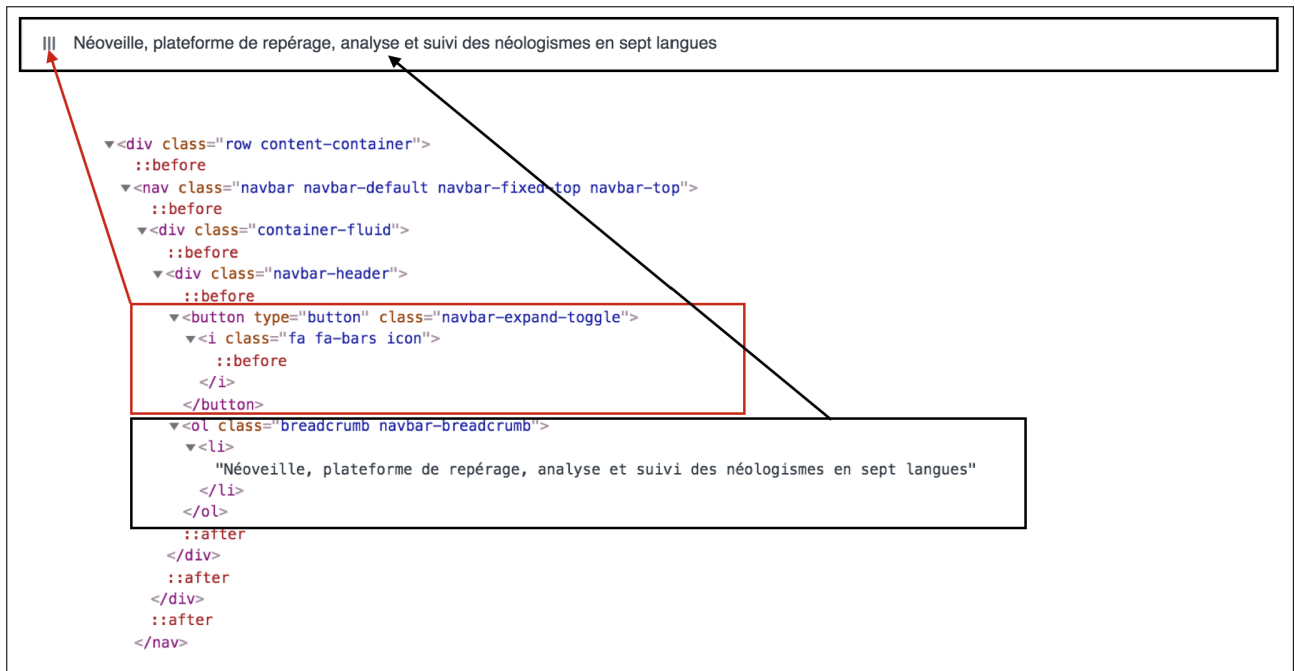 Néoveille, plateforme de repérage, analyse et suivi des néologismes en sept langues
▼<div class="row content-container">
::before
▼<nav class="navbar navbar-default navbar-fixed-top navbar-top">
::before
▼<div class="container-fluid">
::before
▼<div class="navbar-header">
::before
▼<button type="button" class="navbar-expand-toggle">
▼<i class="fa fa-bars icon">
::before
</i>
</button>
▼<ol class="breadcrumb navbar-breadcrumb">
▼<li>
"Néoveille, plateforme de repérage, analyse et suivi des néologismes en sept langues"
</li>
</ol>
::after
</div>
::after
</div>
::after
</nav>